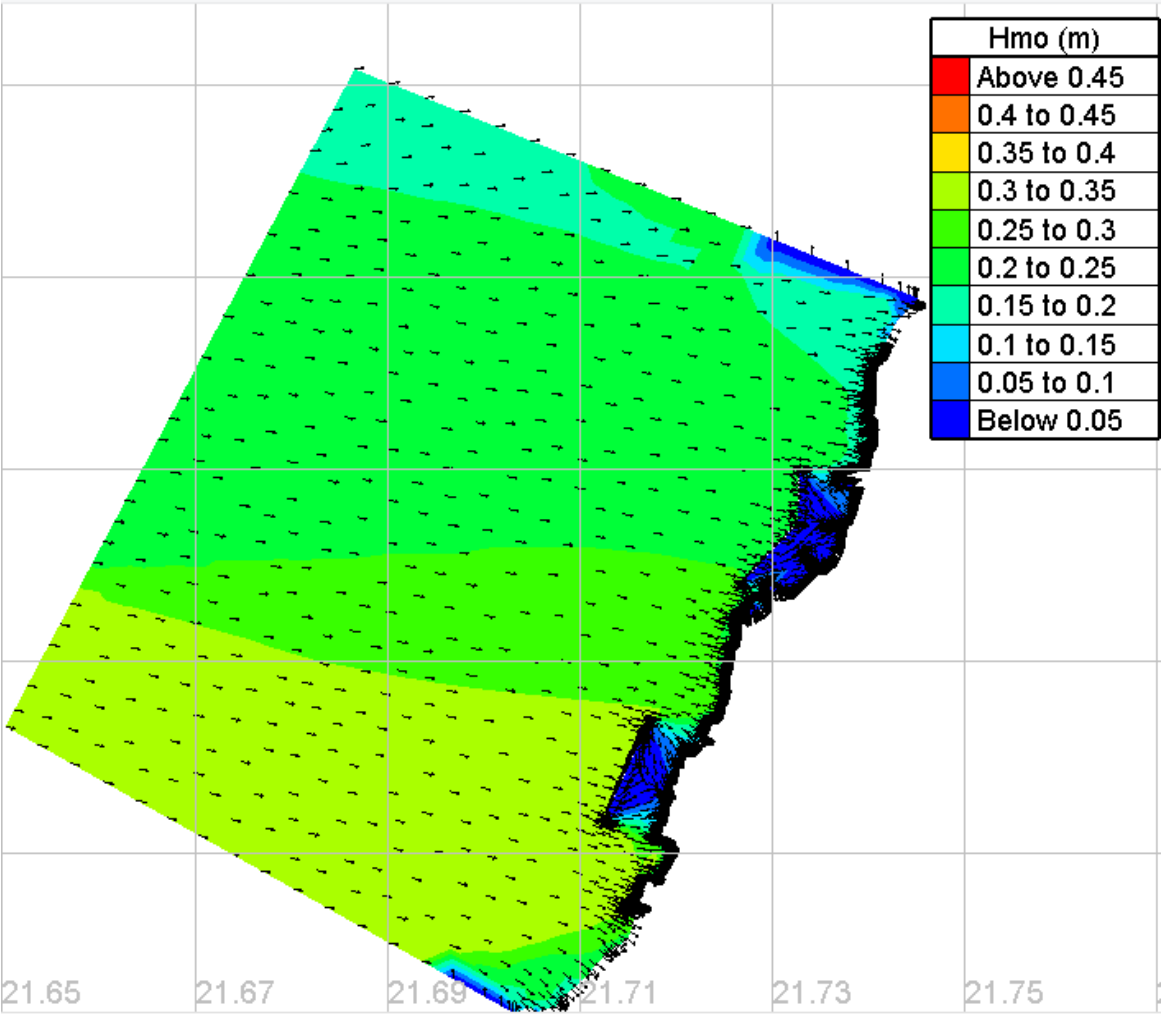 Hmo (m)
Above 0.45
0.4 to 0.45
0.35 to 0.4
0.3 to 0.35
0.25 to 0.3
0.2 to 0.25
0.15 to 0.2
0.1 to 0.15
0.05 to 0.1
Below 0.05
21.65 21.67 21.69 21.71 21.73 21.75